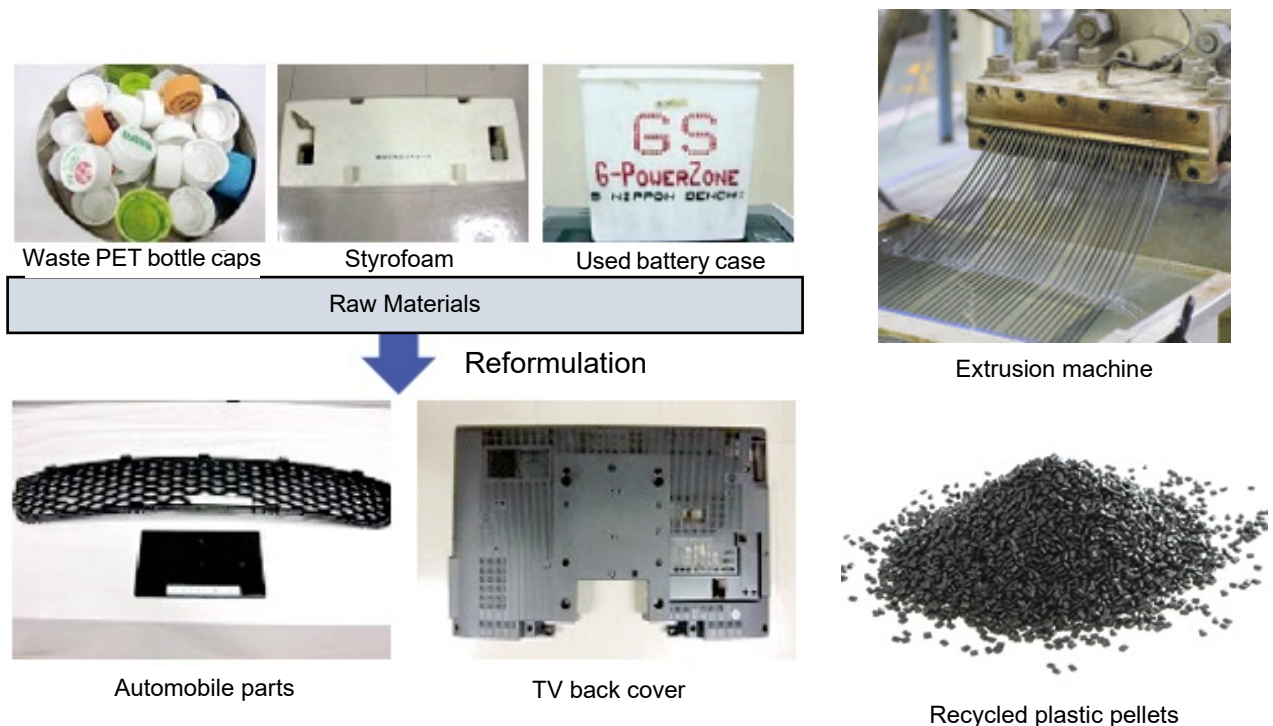 GS
G-POWERZONE
Waste PET bottle caps
Styrofoam
Used battery case
Raw Materials
Reformulation
Extrusion machine
Automobile parts
TV back cover
Recycled plastic pellets